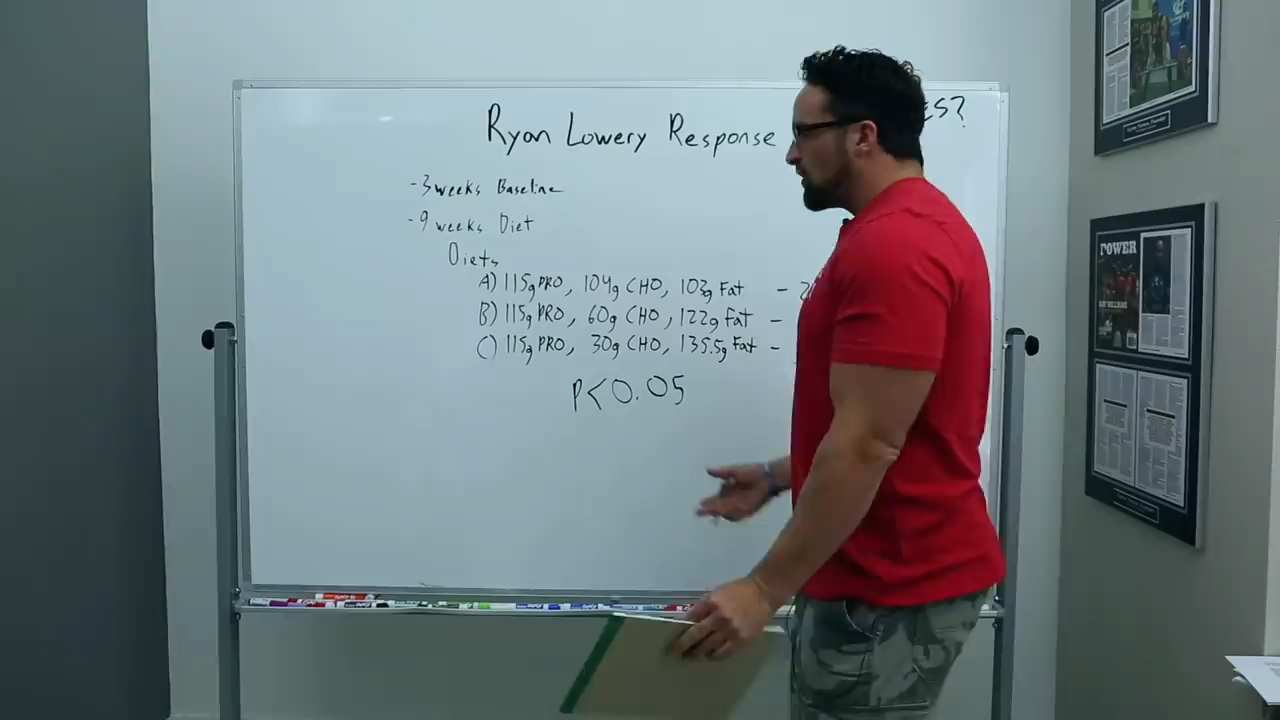 Ryan Lowery Response
-3 weeks Baseline
-9 weeks Diet
Diets
A) 115g PRO, 104g CHO, 103g Fat -
B) 115g PRO, 60g CHO, 122g Fat -
C) 115g PRO, 30g CHO, 135.5g Fat -
P<0.05
POWER